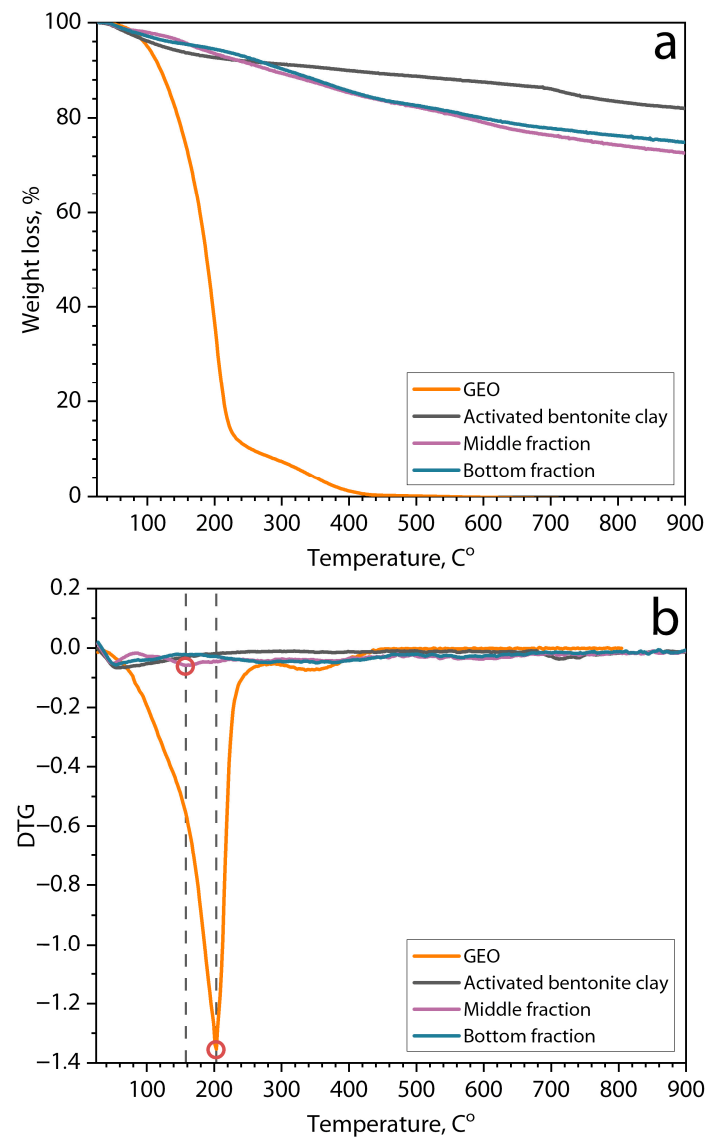 a
100
80
60
40
20
0
Weight loss, %
GEO
Activated bentonite clay
Middle fraction
Bottom fraction
100 200 300 400 500 600 700 800 900
Temperature, Cº
b
0.2
0.0
−0.2
−0.4
−0.6
−0.8
−1.0
−1.2
−1.4
DTG
GEO
Activated bentonite clay
Middle fraction
Bottom fraction
100 200 300 400 500 600 700 800 900
Temperature, Cº